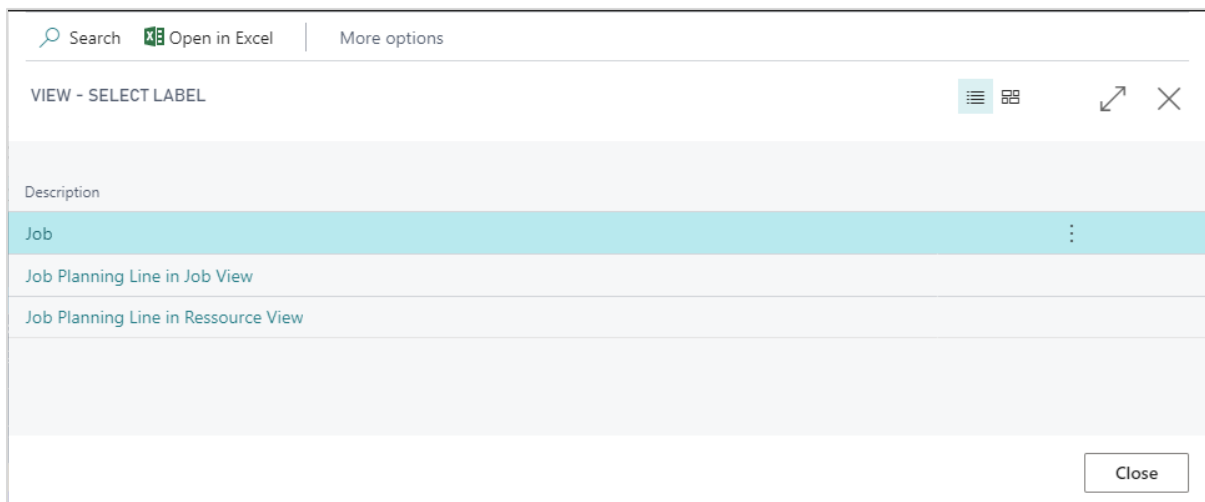 Search Open in Excel More options
VIEW - SELECT LABEL
Description
Job
Job Planning Line in Job View
Job Planning Line in Ressource View
Close